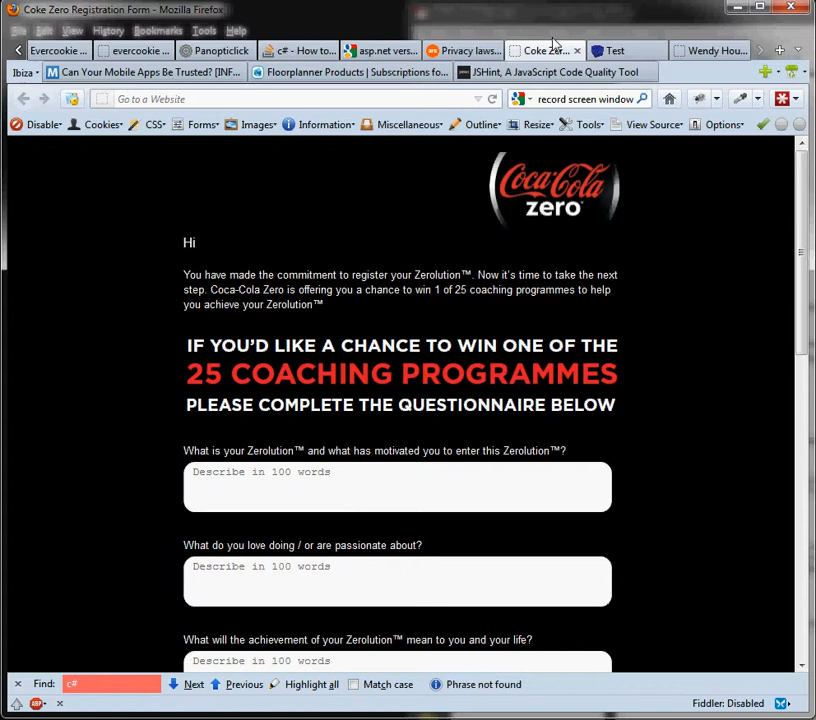 Coke Zero Registration Form - Mozilla Firefox
File Edit View History Bookmarks Tools Help
Evercookie ... evercookie ... Panopticlick c# - How to... asp.net vers... Privacy laws... Coke Zer... Test Wendy Hou...
Ibiza Can Your Mobile Apps Be Trusted? [INF... Floorplanner Products | Subscriptions fo... JSHint, A JavaScript Code Quality Tool
Go to a Website record screen window
Disable Cookies CSS Forms Images Information Miscellaneous Outline Resize Tools View Source Options
Coca-Cola
zero
Hi
You have made the commitment to register your Zerolution™. Now it's time to take the next
step. Coca-Cola Zero is offering you a chance to win 1 of 25 coaching programmes to help
you achieve your Zerolution™
IF YOU'D LIKE A CHANCE TO WIN ONE OF THE
25 COACHING PROGRAMMES
PLEASE COMPLETE THE QUESTIONNAIRE BELOW
What is your Zerolution™ and what has motivated you to enter this Zerolution™?
Describe in 100 words
What do you love doing / or are passionate about?
Describe in 100 words
What will the achievement of your Zerolution™ mean to you and your life?
Describe in 100 words
Find: c# Next Previous Highlight all Match case Phrase not found
ABP Fiddler: Disabled